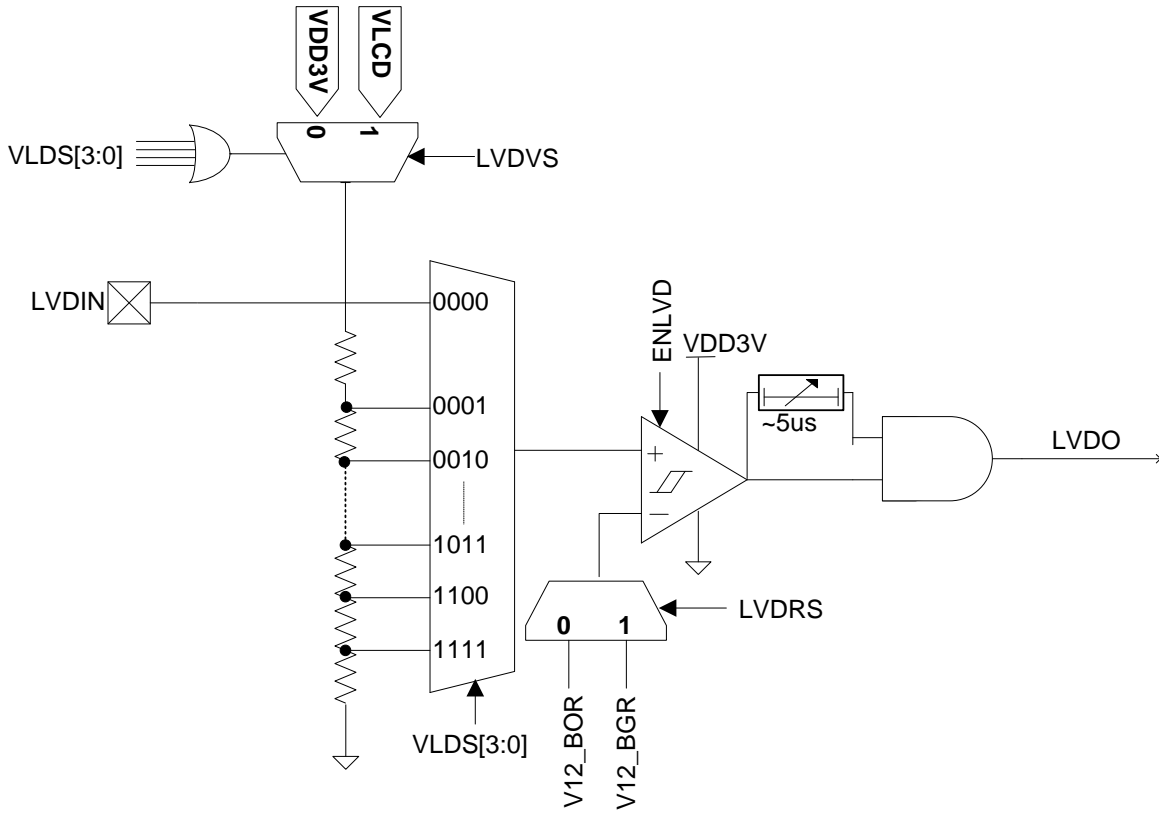 VDD3V
VLCD
0
1
VLDS[3:0]
LVDVS
LVDIN
0000
0001
0010
1011
1100
1111
VLDS[3:0]
ENLVD
VDD3V
+
−
~5us
LVDO
0
1
LVDRS
V12_BOR
V12_BGR